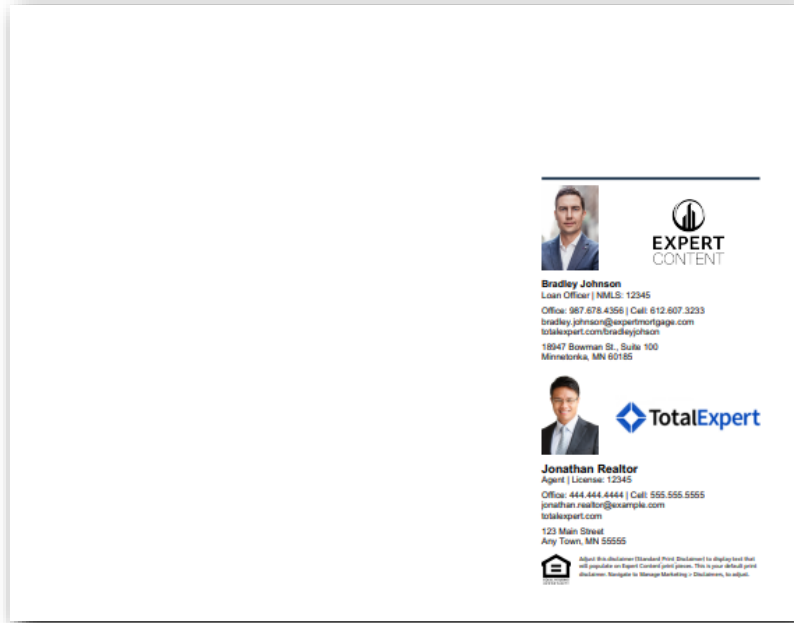 EXPERT
CONTENT
Bradley Johnson
Loan Officer | NMLS: 12345
Office: 987.678.4356 | Cell: 612.607.3233
bradley.johnson@expertmortgage.com
totalexpert.com/bradleyjohson
18947 Bowman St., Suite 100
Minnetonka, MN 60185
TotalExpert
Jonathan Realtor
Agent | License: 12345
Office: 444.444.4444 | Cell: 555.555.5555
jonathan.realtor@example.com
totalexpert.com
123 Main Street
Any Town, MN 55555
Adjust this disclaimer (Standard Print Disclaimer) to display text that
will populate on Expert Content print pieces. This is your default print
disclaimer. Navigate to Manage Marketing > Disclaimers, to adjust.